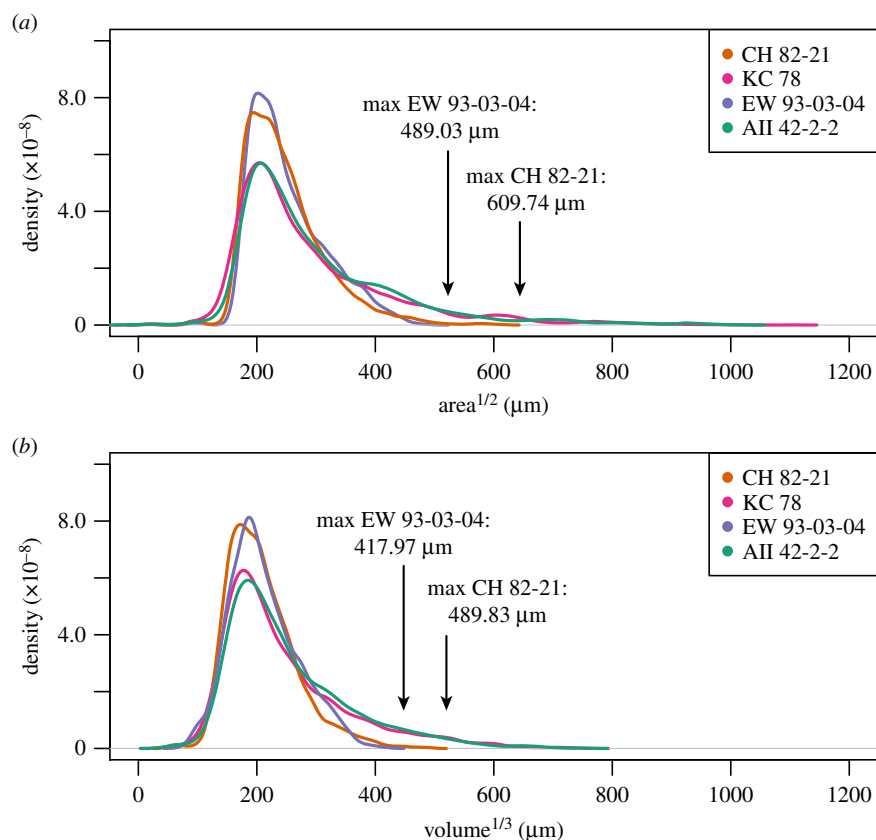 (a)
CH 82-21
KC 78
EW 93-03-04
AII 42-2-2
max EW 93-03-04:
489.03 µm
max CH 82-21:
609.74 µm
density (×10⁻⁸)
8.0
4.0
0
0 200 400 600 800 1000 1200
area^1/2 (µm)
(b)
CH 82-21
KC 78
EW 93-03-04
AII 42-2-2
max EW 93-03-04:
417.97 µm
max CH 82-21:
489.83 µm
density (×10⁻⁸)
8.0
4.0
0
0 200 400 600 800 1000 1200
volume^1/3 (µm)